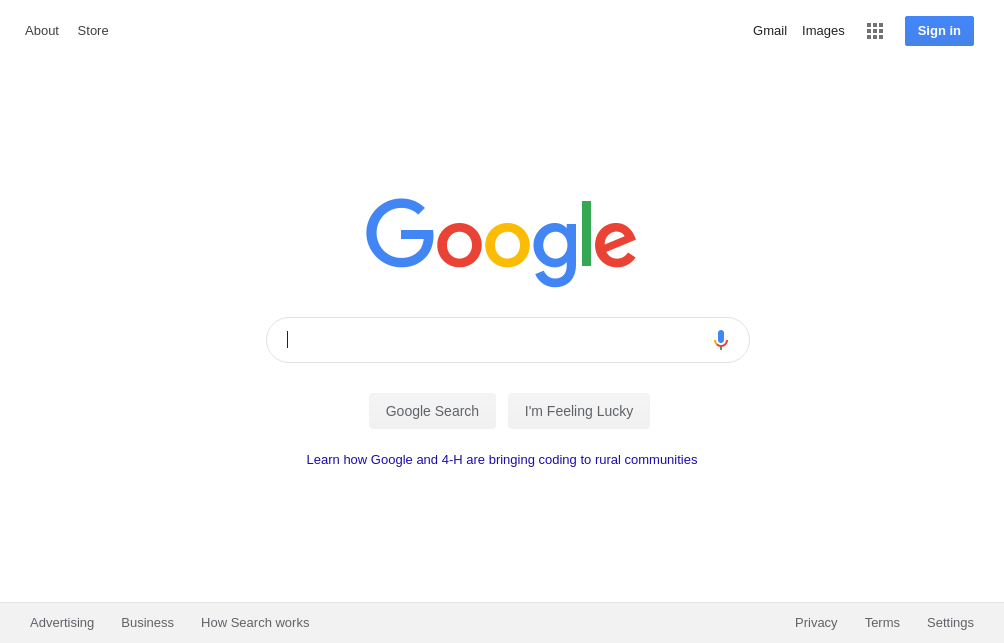 About Store Gmail Images Sign in
Google
Google Search I'm Feeling Lucky
Learn how Google and 4-H are bringing coding to rural communities
Advertising Business How Search works Privacy Terms Settings